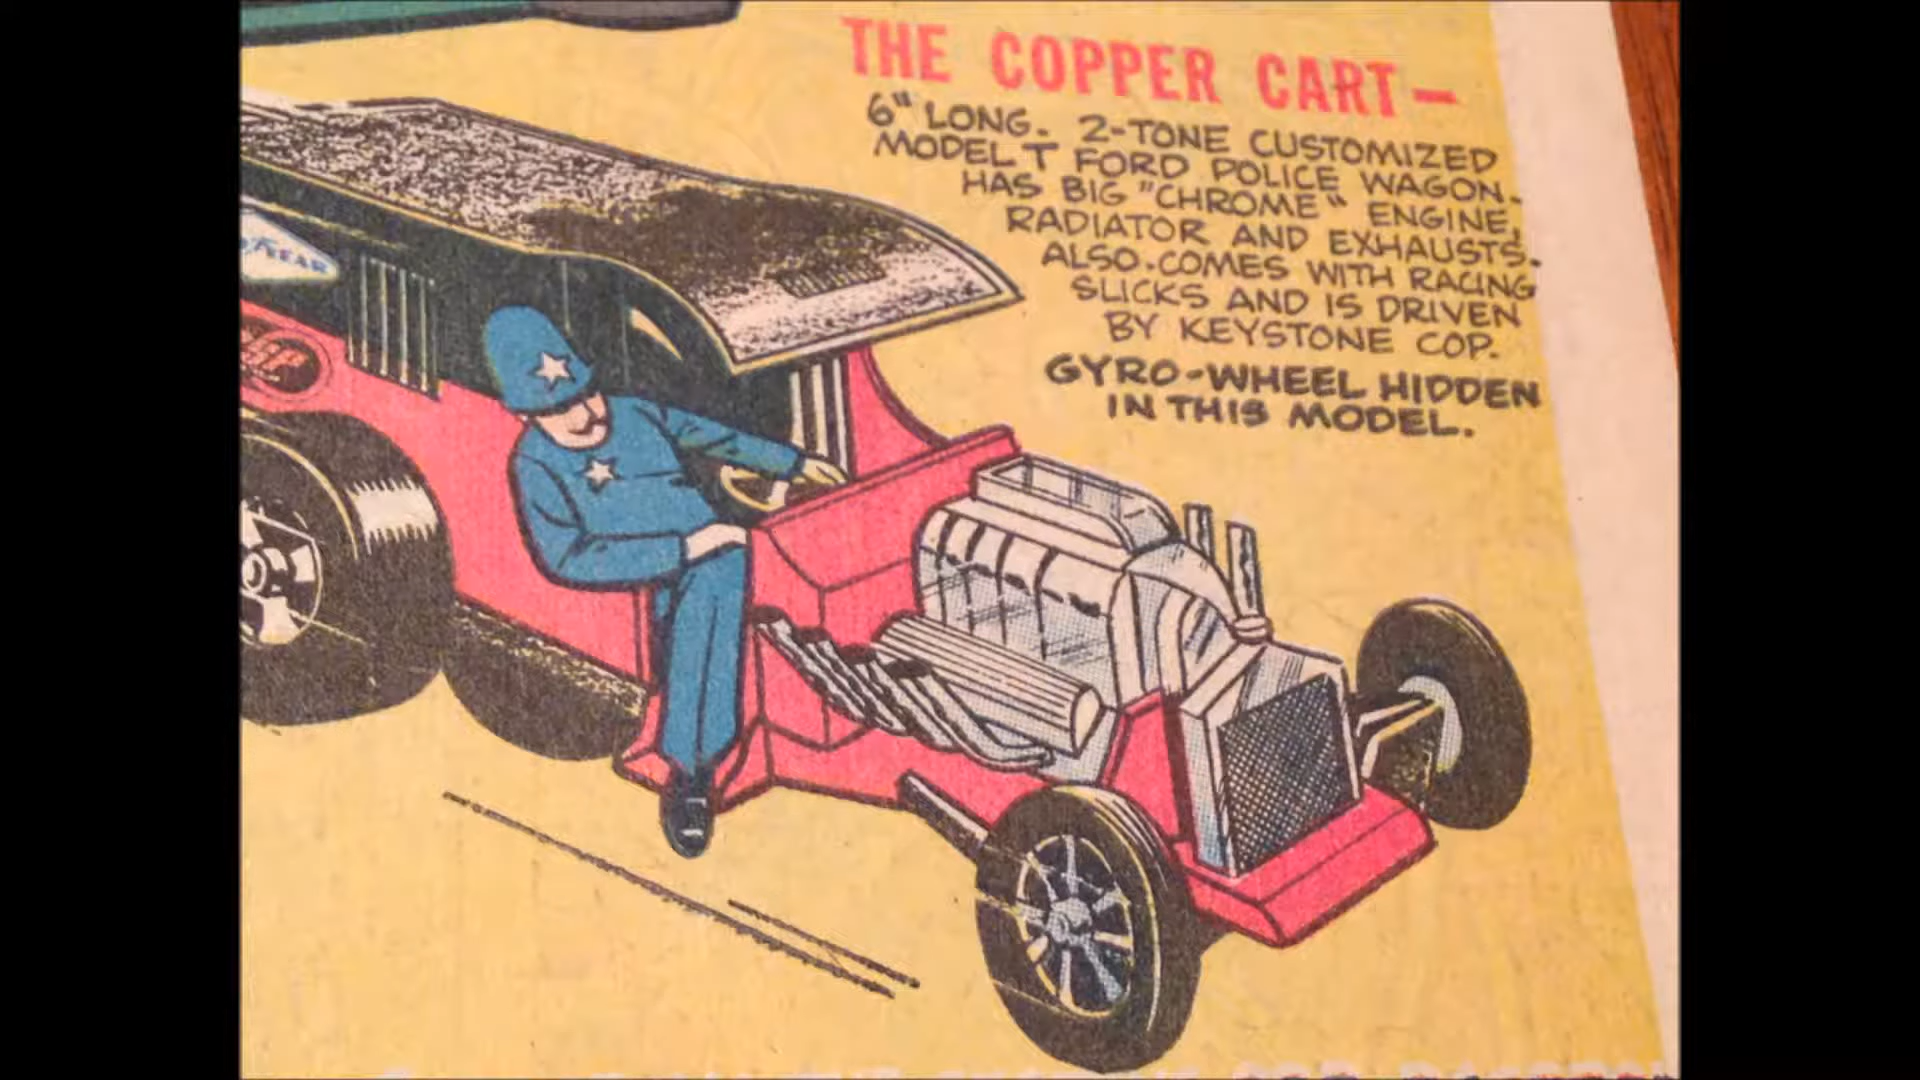 THE COPPER CART—
6" LONG. 2-TONE CUSTOMIZED
MODEL T FORD POLICE WAGON.
HAS BIG "CHROME" ENGINE,
RADIATOR AND EXHAUSTS.
ALSO COMES WITH RACING
SLICKS AND IS DRIVEN
BY KEYSTONE COP.
GYRO-WHEEL HIDDEN
IN THIS MODEL.
YEAR